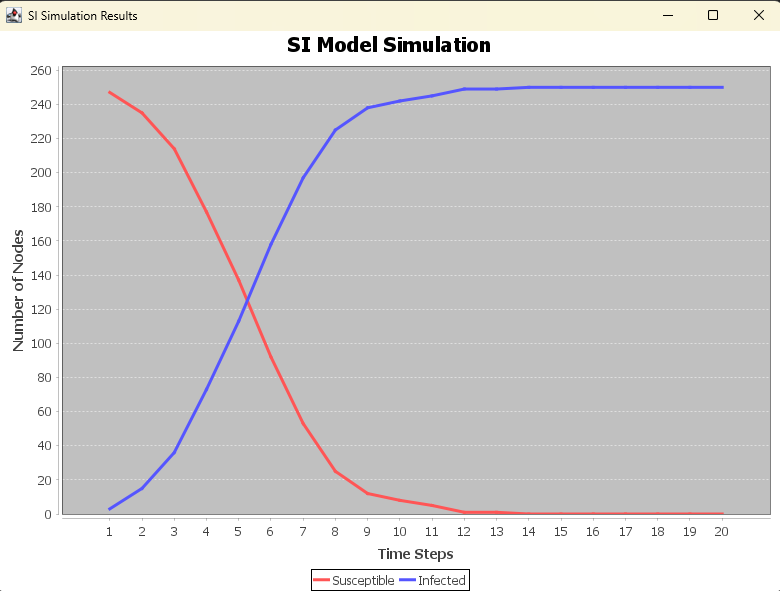 SI Simulation Results
SI Model Simulation
260
240
220
200
180
160
140
120
100
80
60
40
20
0
Number of Nodes
1 2 3 4 5 6 7 8 9 10 11 12 13 14 15 16 17 18 19 20
Time Steps
Susceptible Infected